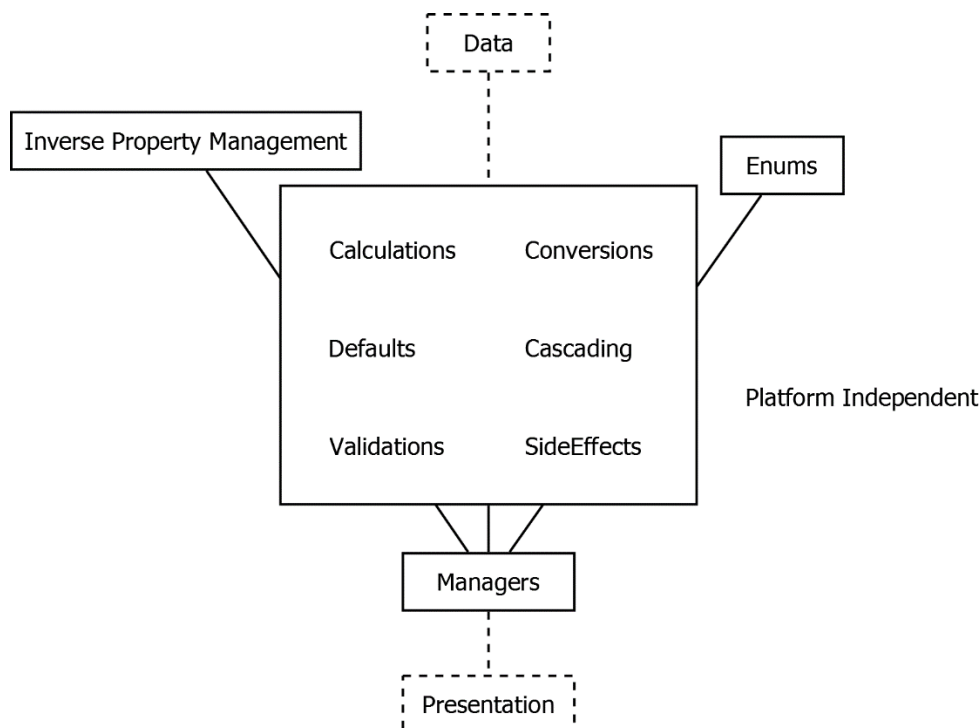 Data
Inverse Property Management
Enums
Calculations
Conversions
Defaults
Cascading
Platform Independent
Validations
SideEffects
Managers
Presentation